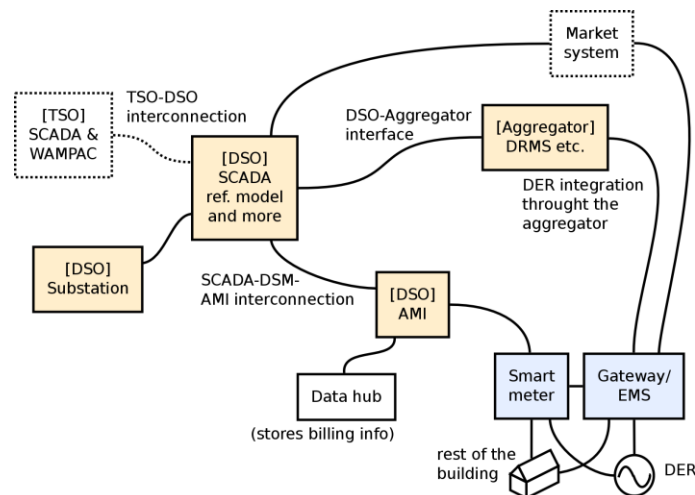 Market
system
[TSO]
SCADA &
WAMPAC
TSO-DSO
interconnection
[DSO]
SCADA
ref. model
and more
DSO-Aggregator
interface
[Aggregator]
DRMS etc.
DER integration
throught the
aggregator
[DSO]
Substation
SCADA-DSM-
AMI interconnection
[DSO]
AMI
Data hub
(stores billing info)
Smart
meter
Gateway/
EMS
rest of the
building
DER